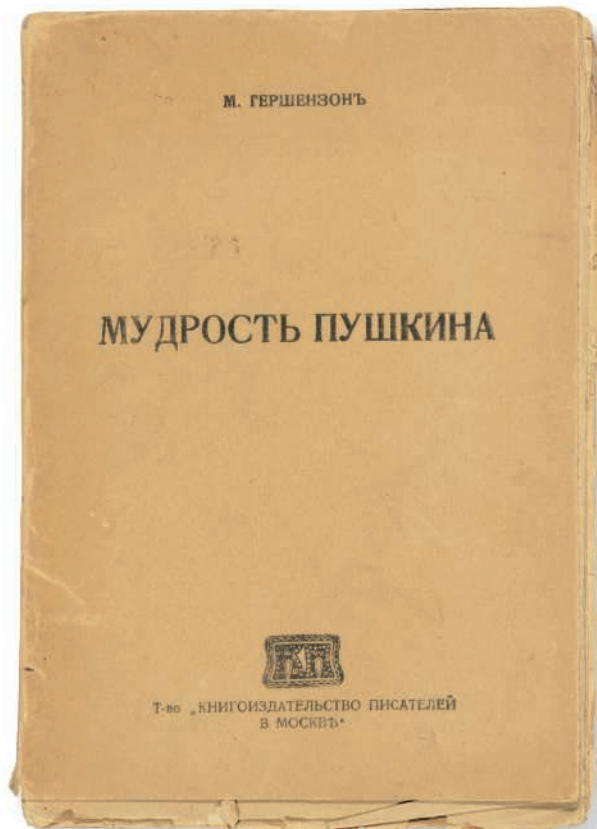 М. ГЕРШЕНЗОНЪ
МУДРОСТЬ ПУШКИНА
Т-во „КНИГОИЗДАТЕЛЬСТВО ПИСАТЕЛЕЙ
В МОСКВѢ“